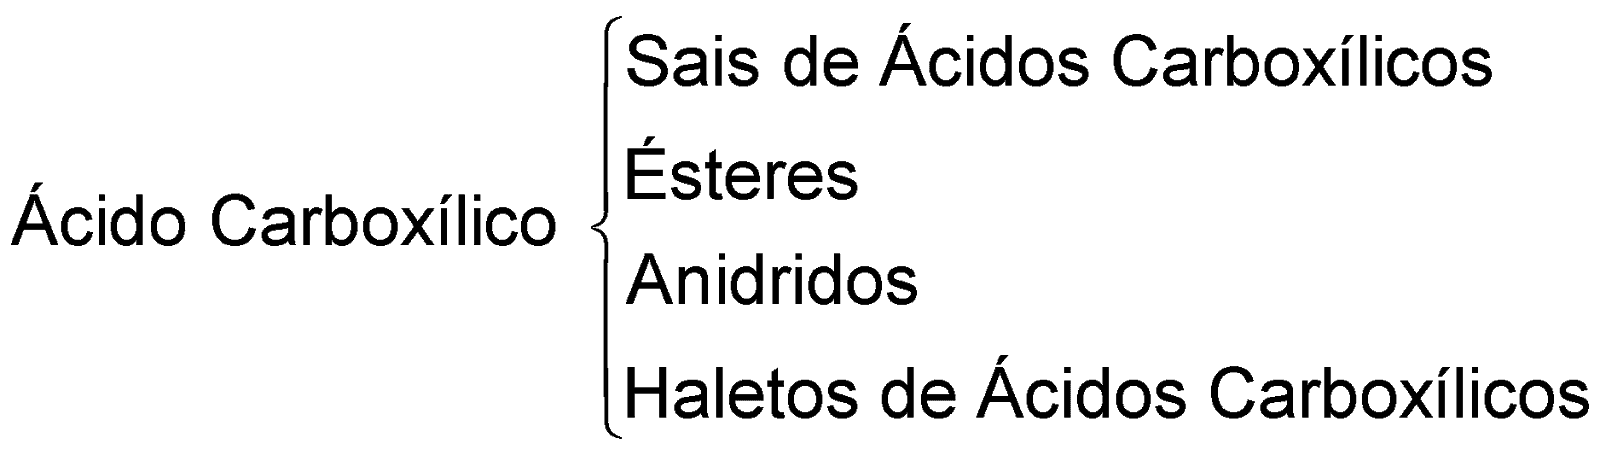 Ácido Carboxílico
Sais de Ácidos Carboxílicos
Ésteres
Anidridos
Haletos de Ácidos Carboxílicos